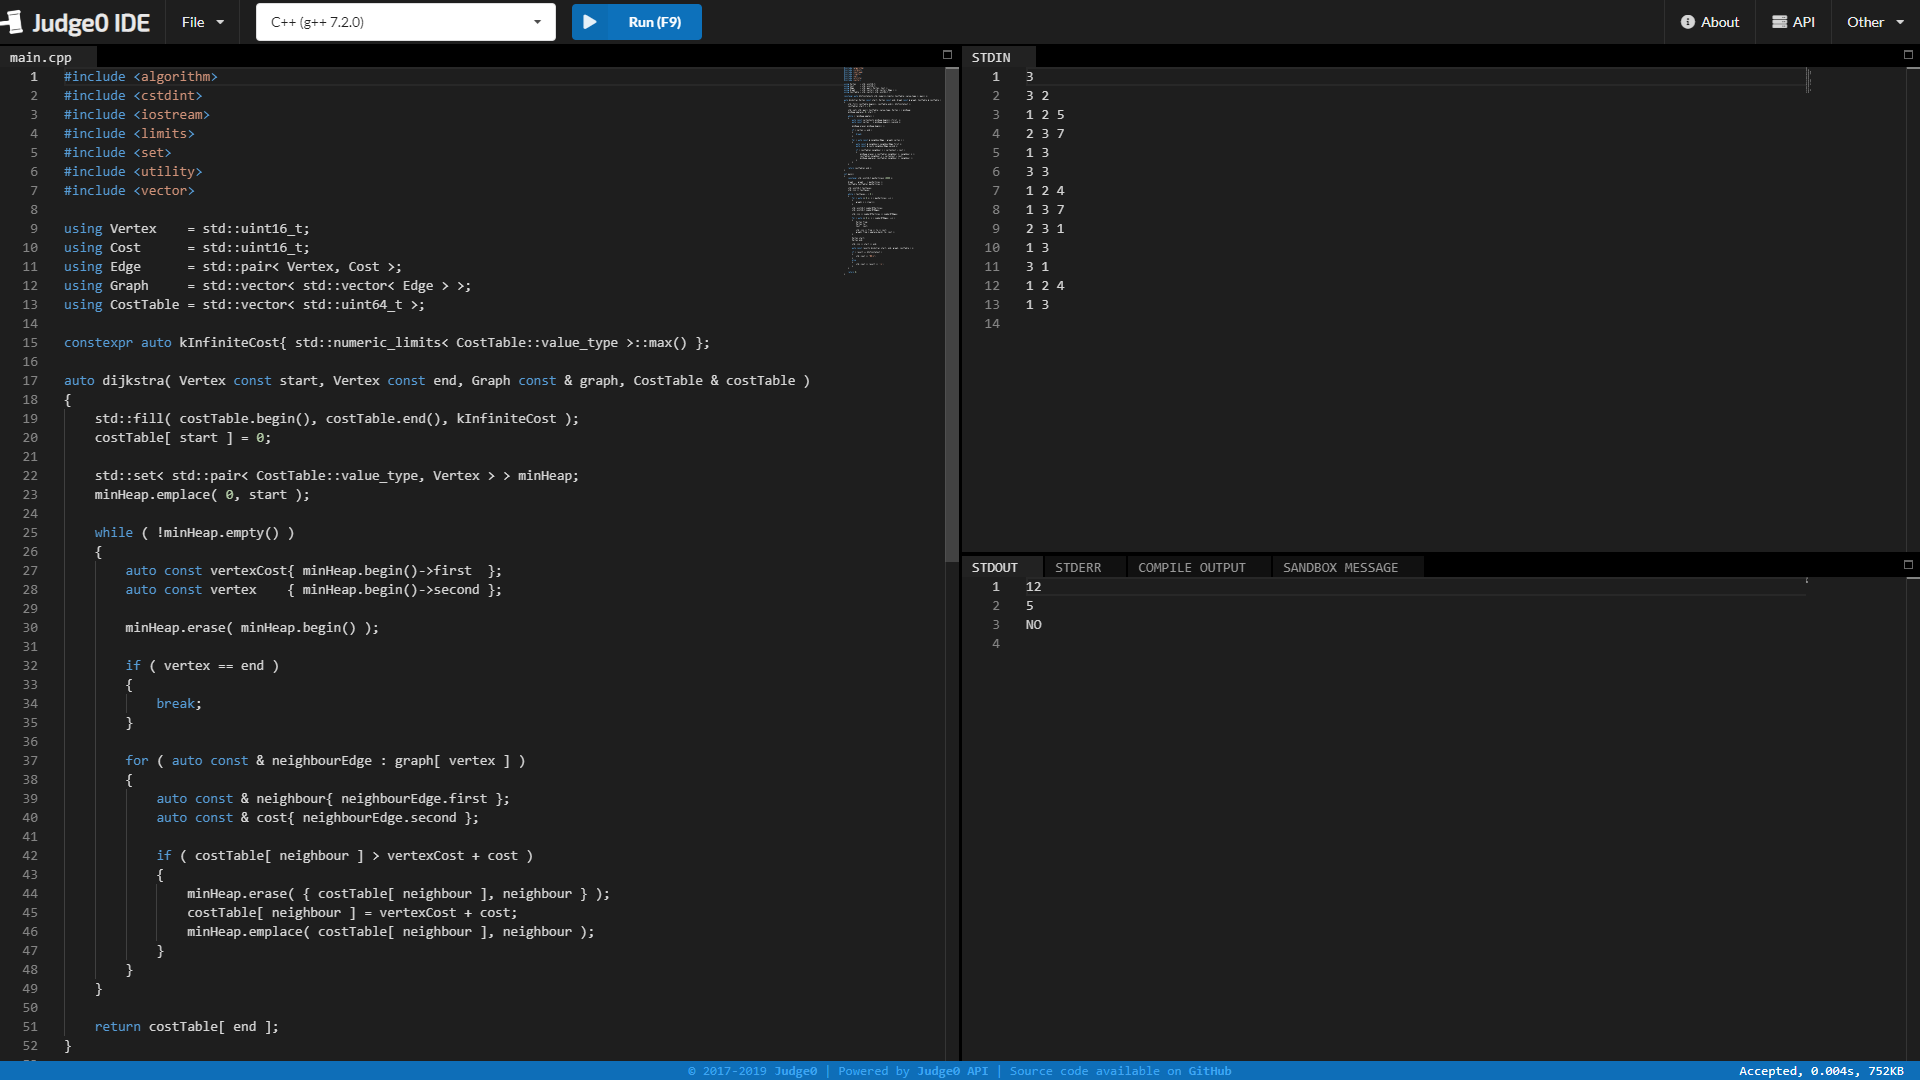 Judge0 IDE File C++ (g++ 7.2.0) Run (F9) About API Other
main.cpp
1 #include <algorithm>
2 #include <cstdint>
3 #include <iostream>
4 #include <limits>
5 #include <set>
6 #include <utility>
7 #include <vector>
8
9 using Vertex    = std::uint16_t;
10 using Cost      = std::uint16_t;
11 using Edge      = std::pair< Vertex, Cost >;
12 using Graph     = std::vector< std::vector< Edge > >;
13 using CostTable = std::vector< std::uint64_t >;
14
15 constexpr auto kInfiniteCost{ std::numeric_limits< CostTable::value_type >::max() };
16
17 auto dijkstra( Vertex const start, Vertex const end, Graph const & graph, CostTable & costTable )
18 {
19     std::fill( costTable.begin(), costTable.end(), kInfiniteCost );
20     costTable[ start ] = 0;
21
22     std::set< std::pair< CostTable::value_type, Vertex > > minHeap;
23     minHeap.emplace( 0, start );
24
25     while ( !minHeap.empty() )
26     {
27         auto const vertexCost{ minHeap.begin()->first  };
28         auto const vertex    { minHeap.begin()->second };
29
30         minHeap.erase( minHeap.begin() );
31
32         if ( vertex == end )
33         {
34             break;
35         }
36
37         for ( auto const & neighbourEdge : graph[ vertex ] )
38         {
39             auto const & neighbour{ neighbourEdge.first };
40             auto const & cost{ neighbourEdge.second };
41
42             if ( costTable[ neighbour ] > vertexCost + cost )
43             {
44                 minHeap.erase( { costTable[ neighbour ], neighbour } );
45                 costTable[ neighbour ] = vertexCost + cost;
46                 minHeap.emplace( costTable[ neighbour ], neighbour );
47             }
48         }
49     }
50
51     return costTable[ end ];
52 }
STDIN
1 3
2 3 2
3 1 2 5
4 2 3 7
5 1 3
6 3 3
7 1 2 4
8 1 3 7
9 2 3 1
10 1 3
11 3 1
12 1 2 4
13 1 3
14
STDOUT STDERR COMPILE OUTPUT SANDBOX MESSAGE
1 12
2 5
3 NO
4
© 2017-2019 Judge0 | Powered by Judge0 API | Source code available on GitHub
Accepted, 0.004s, 752KB